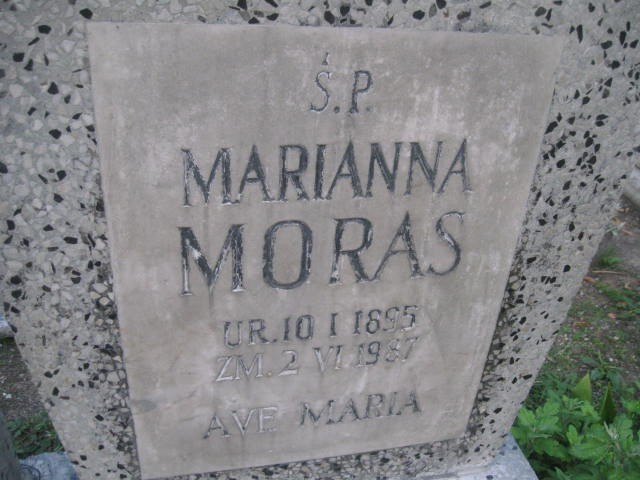 Ś.P.
MARIANNA
MORAS
UR. 10 I 1895
ZM. 2 VI. 1987
AVE MARIA